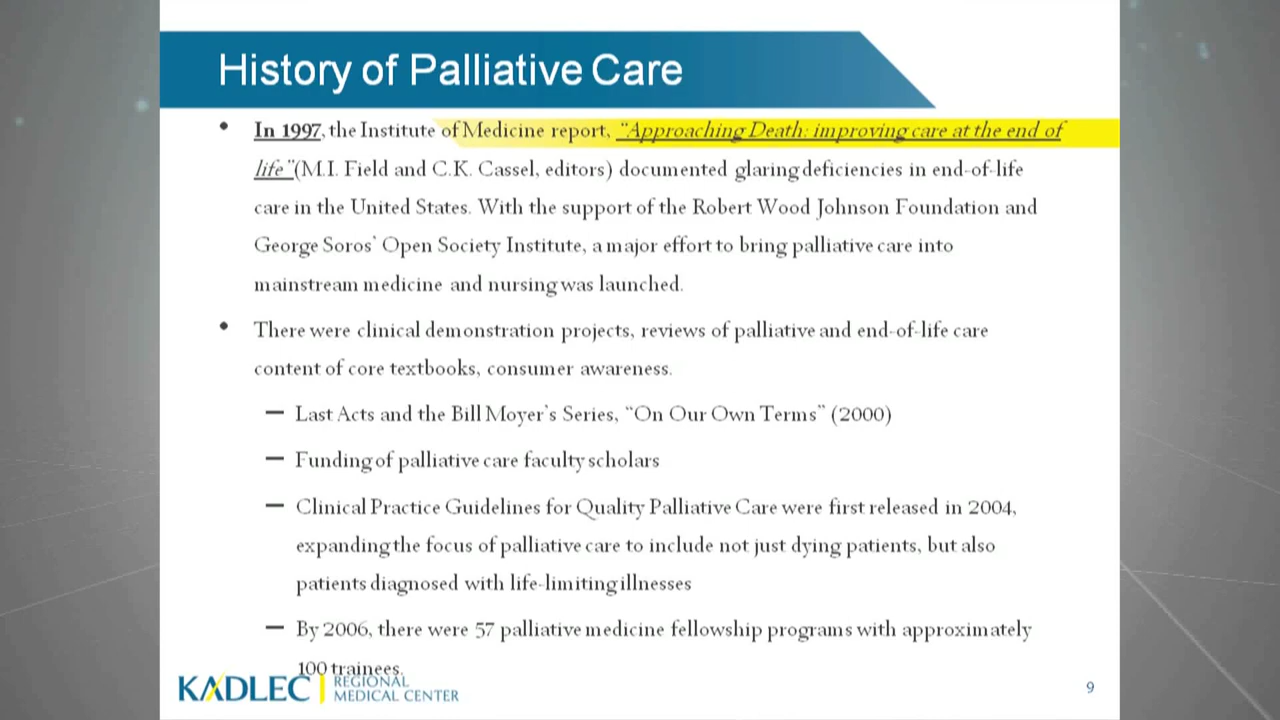 History of Palliative Care
• In 1997, the Institute of Medicine report, “Approaching Death: improving care at the end of
life”(M.I. Field and C.K. Cassel, editors) documented glaring deficiencies in end-of-life
care in the United States. With the support of the Robert Wood Johnson Foundation and
George Soros’ Open Society Institute, a major effort to bring palliative care into
mainstream medicine and nursing was launched.
• There were clinical demonstration projects, reviews of palliative and end-of-life care
content of core textbooks, consumer awareness.
– Last Acts and the Bill Moyer’s Series, “On Our Own Terms” (2000)
– Funding of palliative care faculty scholars
– Clinical Practice Guidelines for Quality Palliative Care were first released in 2004,
expanding the focus of palliative care to include not just dying patients, but also
patients diagnosed with life-limiting illnesses
– By 2006, there were 57 palliative medicine fellowship programs with approximately
100 trainees.
KADLEC REGIONAL
MEDICAL CENTER
9